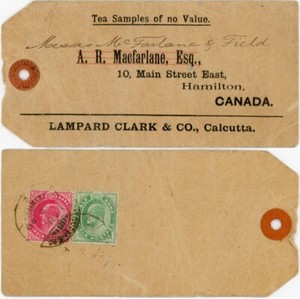 Tea Samples of no Value.
Messrs McFarlane & Field
A. R. Macfarlane, Esq.,
10, Main Street East,
Hamilton,
CANADA.
LAMPARD CLARK & CO., Calcutta.